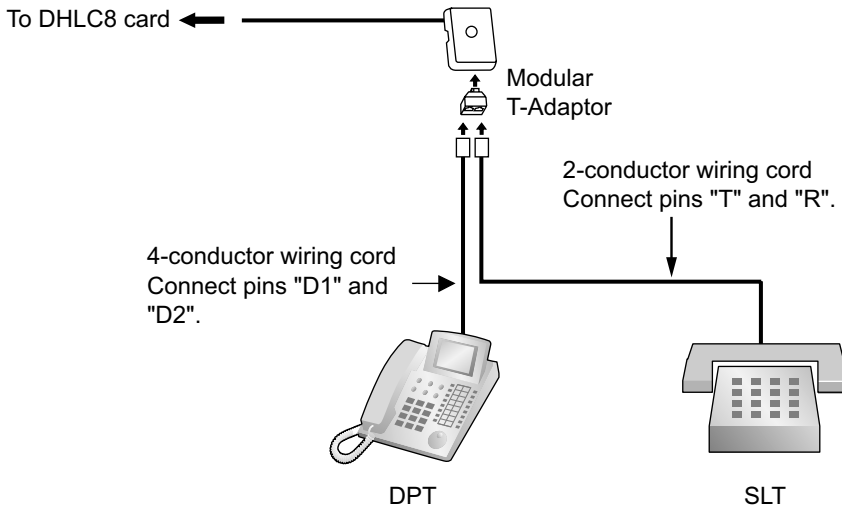 To DHLC8 card
Modular
T-Adaptor
2-conductor wiring cord
Connect pins "T" and "R".
4-conductor wiring cord
Connect pins "D1" and
"D2".
DPT
SLT